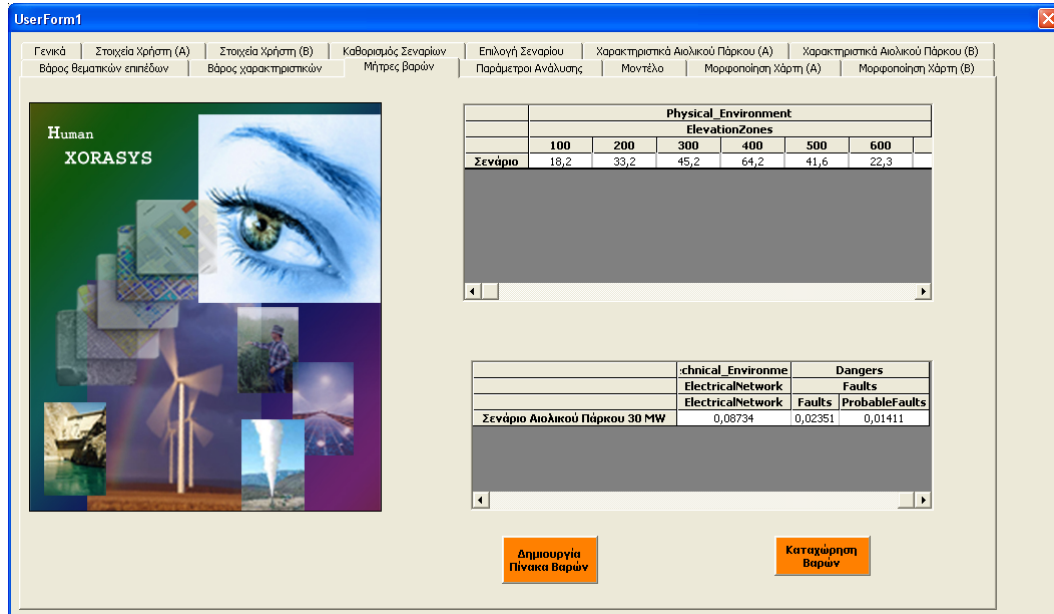 UserForm1
Γενικά Στοιχεία Χρήστη (Α) Στοιχεία Χρήστη (Β) Καθορισμός Σεναρίων Επιλογή Σεναρίου Χαρακτηριστικά Αιολικού Πάρκου (Α) Χαρακτηριστικά Αιολικού Πάρκου (Β)
Βάρος θεματικών επιπέδων Βάρος χαρακτηριστικών Μήτρες βαρών Παράμετροι Ανάλυσης Μοντέλο Μορφοποίηση Χάρτη (Α) Μορφοποίηση Χάρτη (Β)
Human
XORASYS
Physical_Environment
ElevationZones
100 200 300 400 500 600
Σενάριο 18,2 33,2 45,2 64,2 41,6 22,3
:chnical_Environme Dangers
ElectricalNetwork Faults
ElectricalNetwork Faults ProbableFaults
Σενάριο Αιολικού Πάρκου 30 MW 0,08734 0,02351 0,01411
Δημιουργία
Πίνακα Βαρών
Καταχώρηση
Βαρών